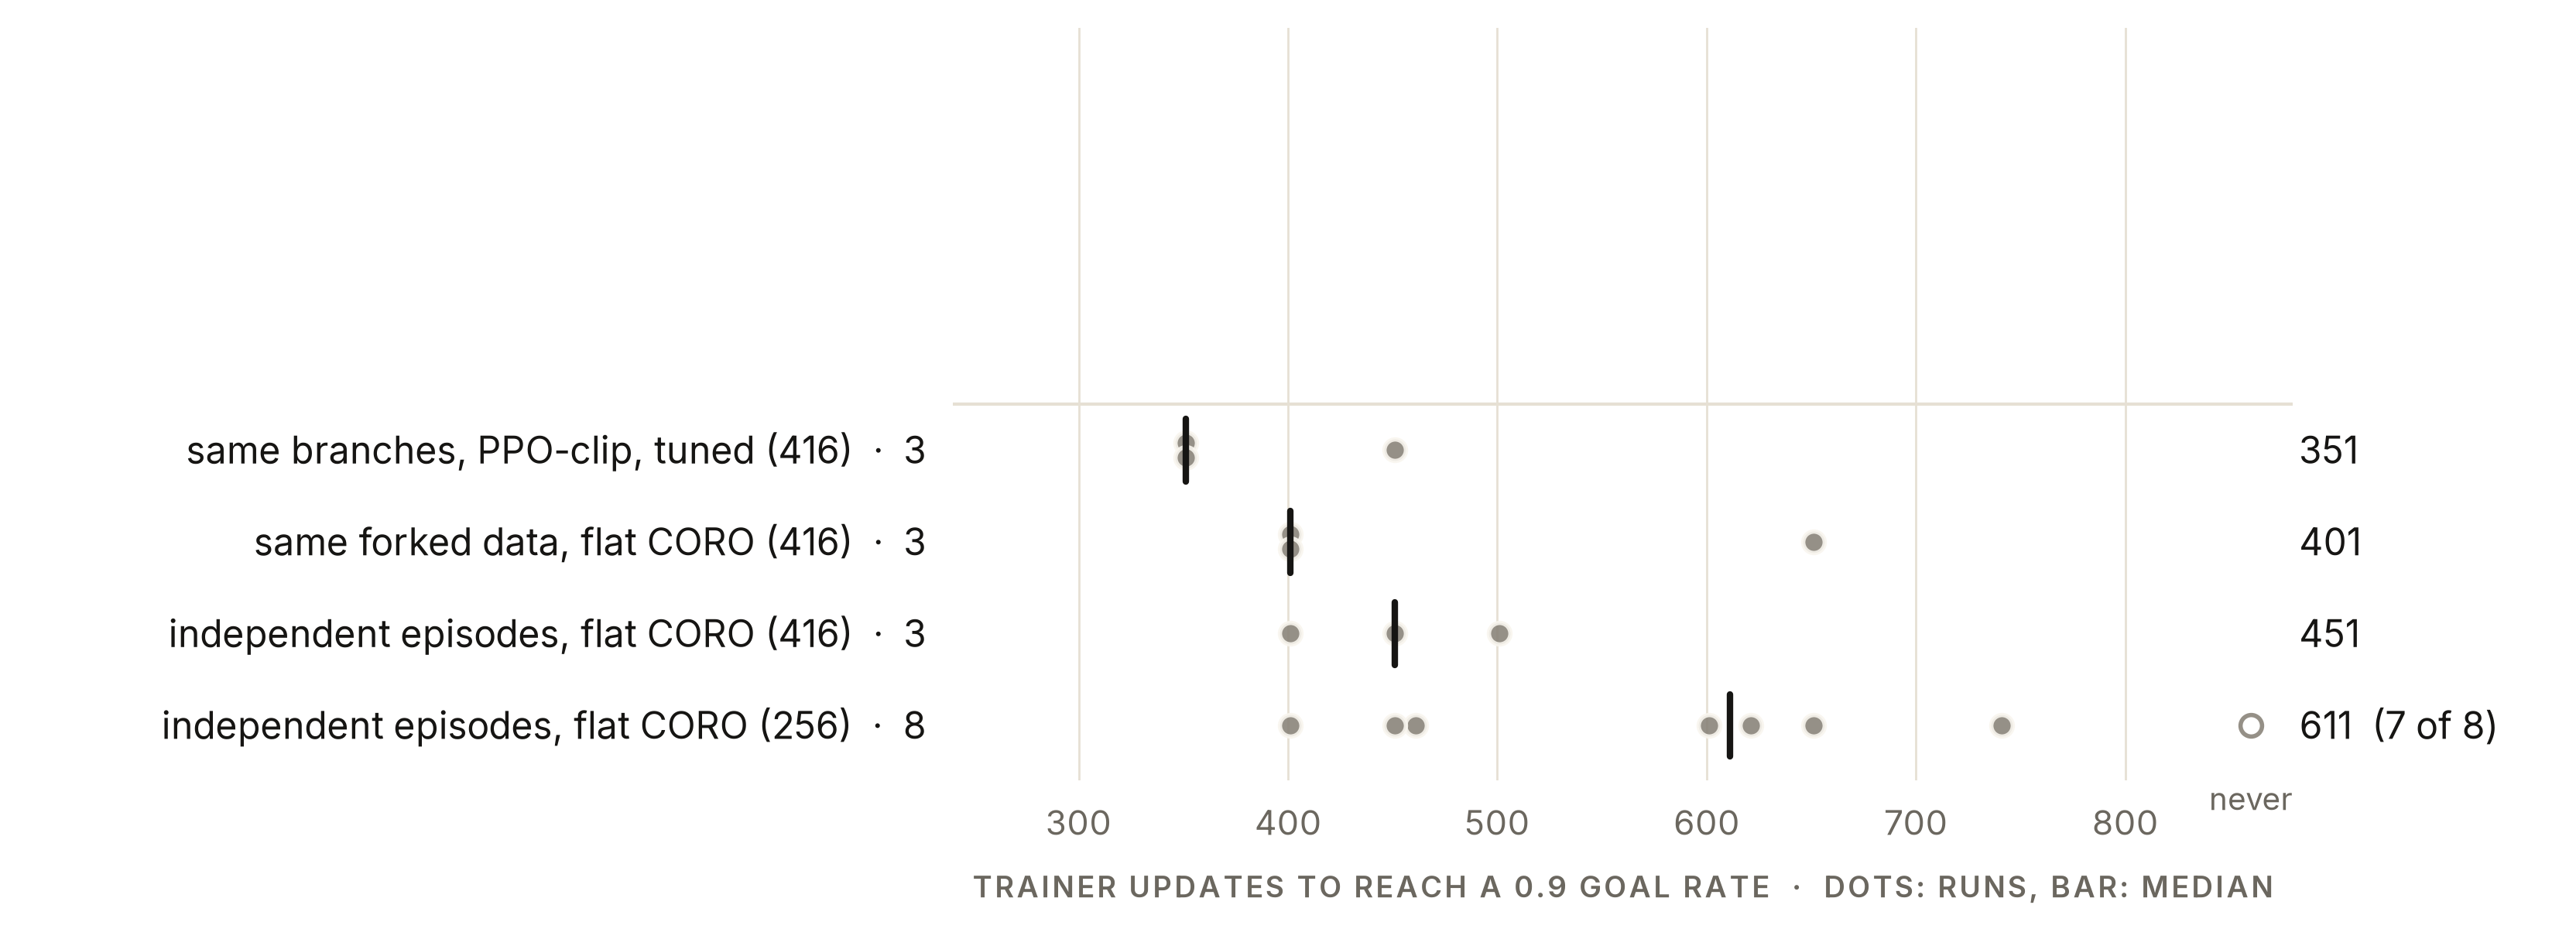 same branches, PPO-clip, tuned (416) · 3 351
same forked data, flat CORO (416) · 3 401
independent episodes, flat CORO (416) · 3 451
independent episodes, flat CORO (256) · 8 611 (7 of 8)
never
300 400 500 600 700 800
TRAINER UPDATES TO REACH A 0.9 GOAL RATE · DOTS: RUNS, BAR: MEDIAN